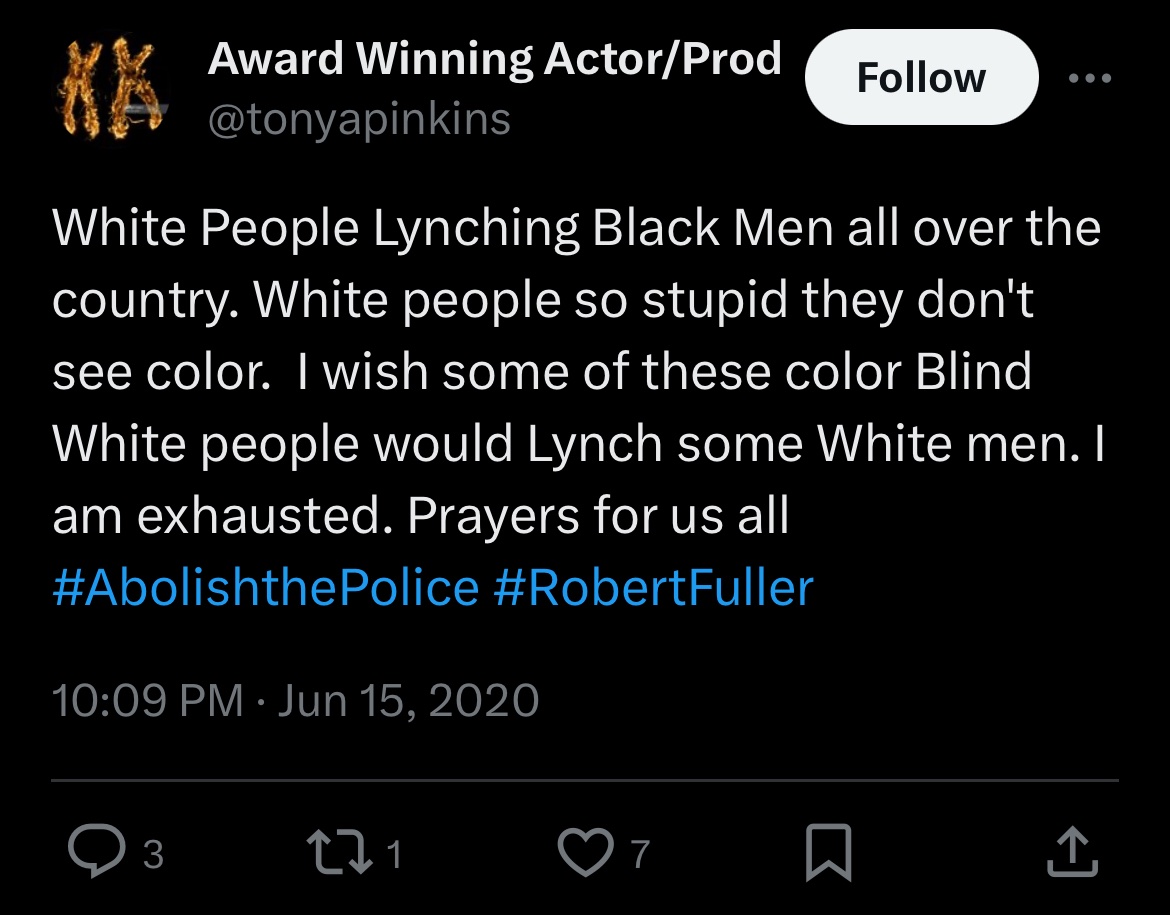 Award Winning Actor/Prod
Follow
@tonyapinkins
White People Lynching Black Men all over the
country. White people so stupid they don't
see color.  I wish some of these color Blind
White people would Lynch some White men. I
am exhausted. Prayers for us all
#AbolishthePolice #RobertFuller
10:09 PM · Jun 15, 2020
3 1 7